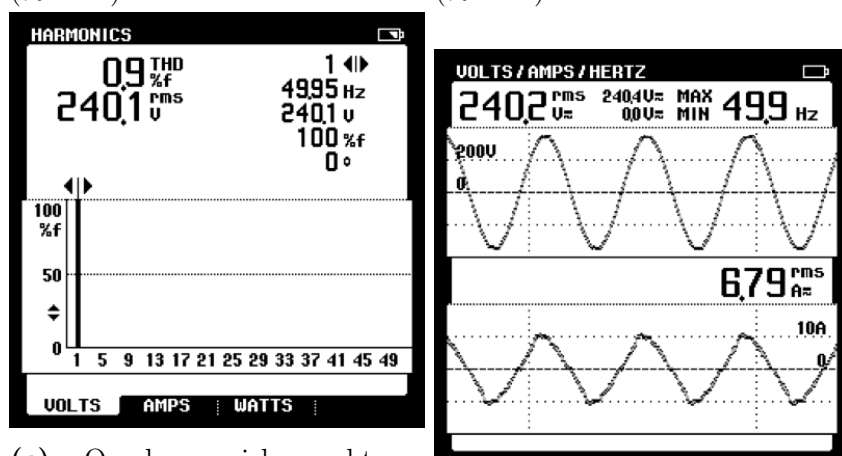 HARMONICS
0.9 THD %f
240.1 rms V
1
49.95 Hz
240.1 V
100 %f
0 °
100
%f
50
0
1 5 9 13 17 21 25 29 33 37 41 45 49
VOLTS AMPS WATTS
VOLTS / AMPS / HERTZ
240.2 rms V≂ 240.4 V≂ MAX 49.9 Hz
0.0 V≂ MIN
200V
0
6.79 rms A≂
10A
0